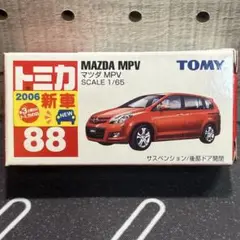 トミカ
2006 新車
NEW
88
MAZDA MPV
マツダ MPV
SCALE 1/65
TOMY
サスペンション/後部ドア開閉